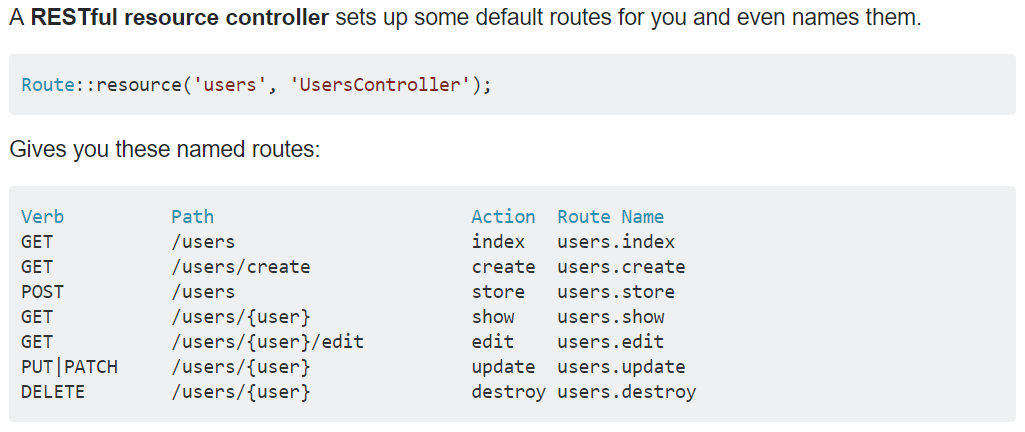 A RESTful resource controller sets up some default routes for you and even names them.
Route::resource('users', 'UsersController');
Gives you these named routes:
Verb Path Action Route Name
GET /users index users.index
GET /users/create create users.create
POST /users store users.store
GET /users/{user} show users.show
GET /users/{user}/edit edit users.edit
PUT|PATCH /users/{user} update users.update
DELETE /users/{user} destroy users.destroy